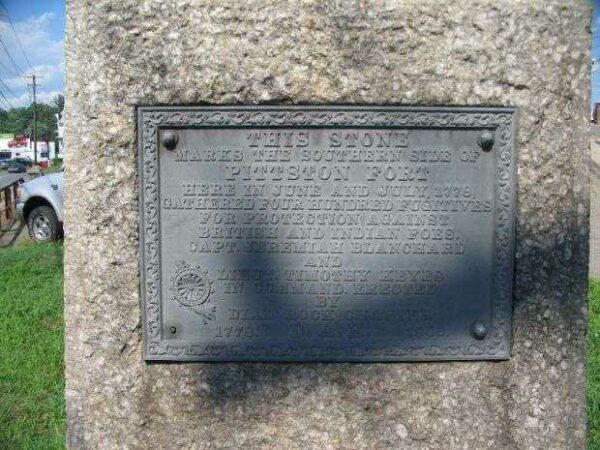 THIS STONE
MARKS THE SOUTHERN SIDE OF
PITTSTON FORT
HERE IN JUNE AND JULY 1779,
GATHERED FOUR HUNDRED FUGITIVES
FOR PROTECTION AGAINST
BRITISH AND INDIAN FOES.
CAPT. JEREMIAH BLANCHARD
AND
LIEUT. TIMOTHY KEYES
IN COMMAND ERECTED
BY
DIAL ROCK CHAPTER
D A R